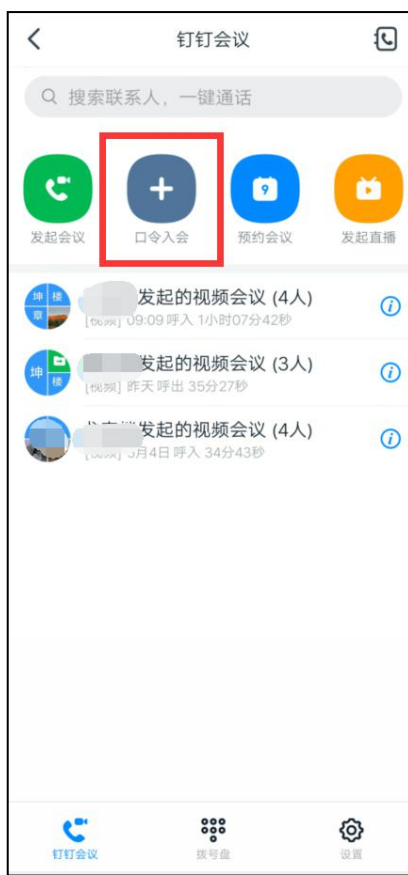 钉钉会议
搜索联系人，一键通话
9
发起会议
口令入会
预约会议
发起直播
坤 楼
章
发起的视频会议 (4人)
[视频] 09:09 呼入 1小时07分42秒
坤
楼
发起的视频会议 (3人)
[视频] 昨天 呼出 35分27秒
发起的视频会议 (4人)
月4日 呼入 34分43秒
钉钉会议
拨号盘
设置